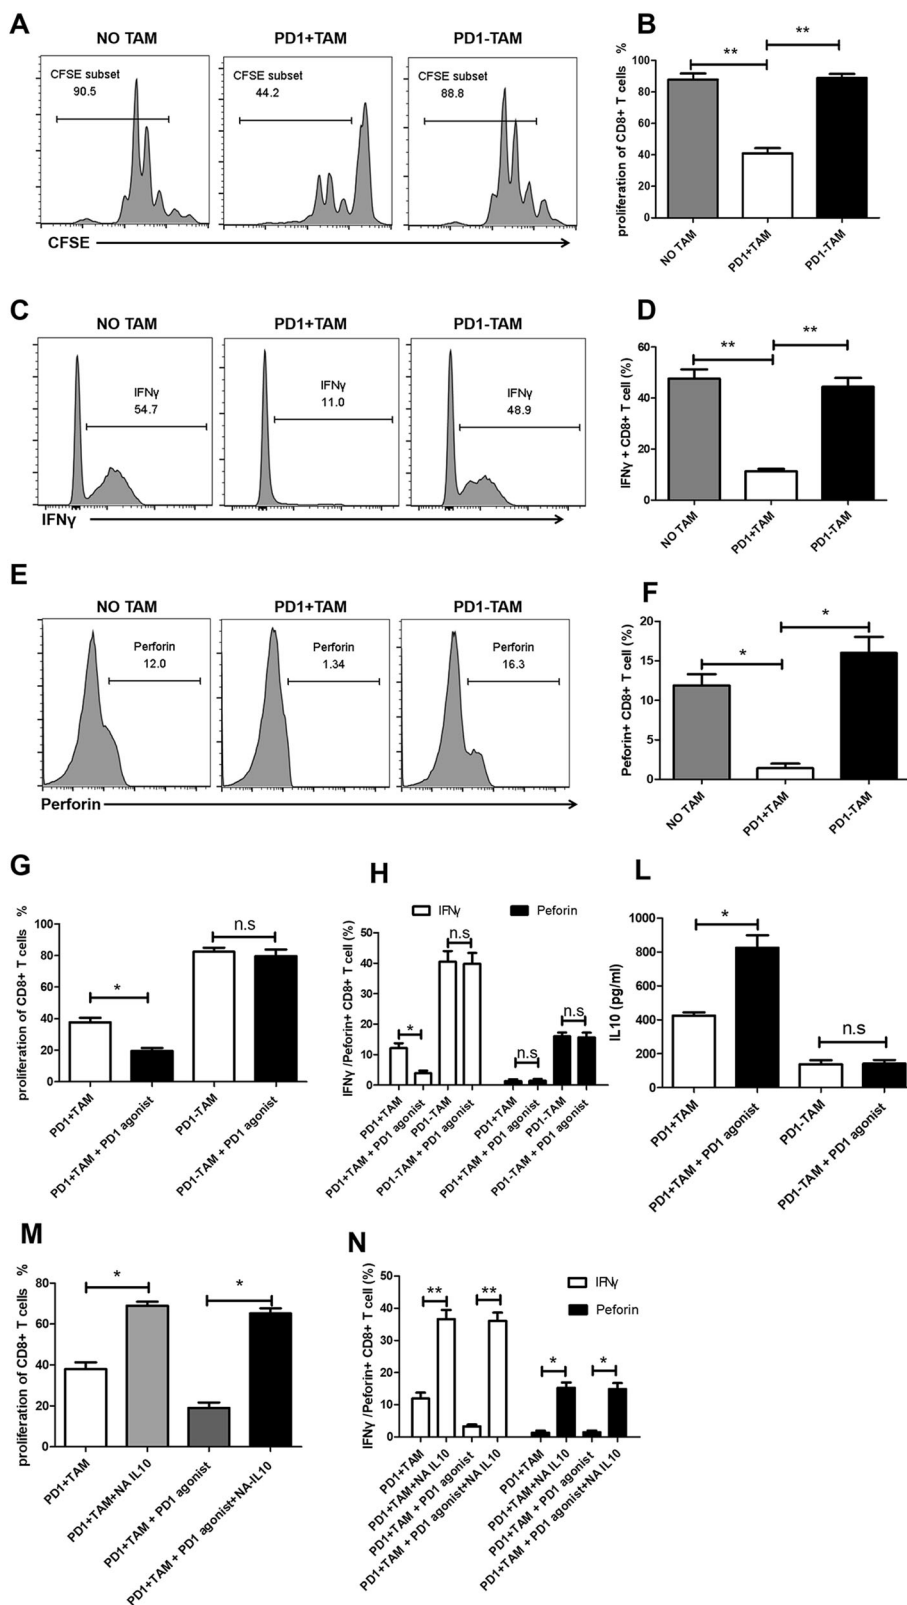 A
NO TAM
PD1+TAM
PD1-TAM
CFSE subset
90.5
CFSE subset
44.2
CFSE subset
88.8
CFSE
B
proliferation of CD8+ T cells %
100
80
60
40
20
0
**
**
NO TAM
PD1+TAM
PD1-TAM
C
NO TAM
PD1+TAM
PD1-TAM
IFNγ
54.7
IFNγ
11.0
IFNγ
48.9
IFNγ
D
IFNγ + CD8+ T cell (%)
60
40
20
0
**
**
NO TAM
PD1+TAM
PD1-TAM
E
NO TAM
PD1+TAM
PD1-TAM
Perforin
12.0
Perforin
1.34
Perforin
16.3
Perforin
F
Peforin+ CD8+ T cell (%)
20
15
10
5
0
*
*
NO TAM
PD1+TAM
PD1-TAM
G
proliferation of CD8+ T cells %
100
80
60
40
20
0
*
n.s
PD1+TAM
PD1+TAM + PD1 agonist
PD1-TAM
PD1-TAM + PD1 agonist
H
IFNγ
Peforin
IFNγ /Peforin+ CD8+ T cell (%)
50
40
30
20
10
0
*
n.s
n.s
n.s
PD1+TAM
PD1+TAM + PD1 agonist
PD1-TAM
PD1-TAM + PD1 agonist
PD1+TAM
PD1+TAM + PD1 agonist
PD1-TAM
PD1-TAM + PD1 agonist
L
IL10 (pg/ml)
1000
800
600
400
200
0
*
n.s
PD1+TAM
PD1+TAM + PD1 agonist
PD1-TAM
PD1-TAM + PD1 agonist
M
proliferation of CD8+ T cells %
80
60
40
20
0
*
*
PD1+TAM
PD1+TAM+NA IL10
PD1+TAM + PD1 agonist
PD1+TAM + PD1 agonist+NA-IL10
N
IFNγ /Peforin+ CD8+ T cell (%)
50
40
30
20
10
0
**
**
*
*
IFNγ
Peforin
PD1+TAM
PD1+TAM+NA IL10
PD1+TAM + PD1 agonist
PD1+TAM + PD1 agonist+NA IL10
PD1+TAM
PD1+TAM+NA IL10
PD1+TAM + PD1 agonist
PD1+TAM + PD1 agonist+NA IL10